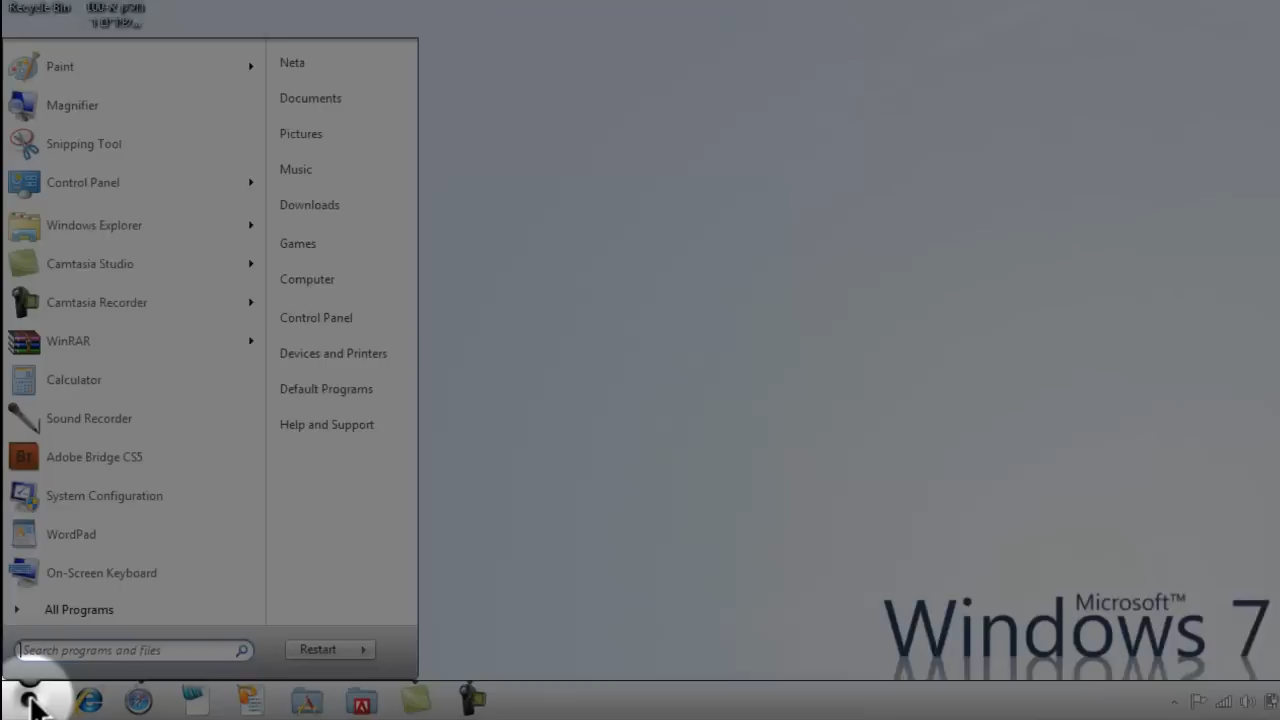 Recycle Bin
Paint
Magnifier
Snipping Tool
Control Panel
Windows Explorer
Camtasia Studio
Camtasia Recorder
WinRAR
Calculator
Sound Recorder
Br
Adobe Bridge CS5
System Configuration
WordPad
On-Screen Keyboard
All Programs
Search programs and files
Neta
Documents
Pictures
Music
Downloads
Games
Computer
Control Panel
Devices and Printers
Default Programs
Help and Support
Restart
Microsoft™
Windows 7